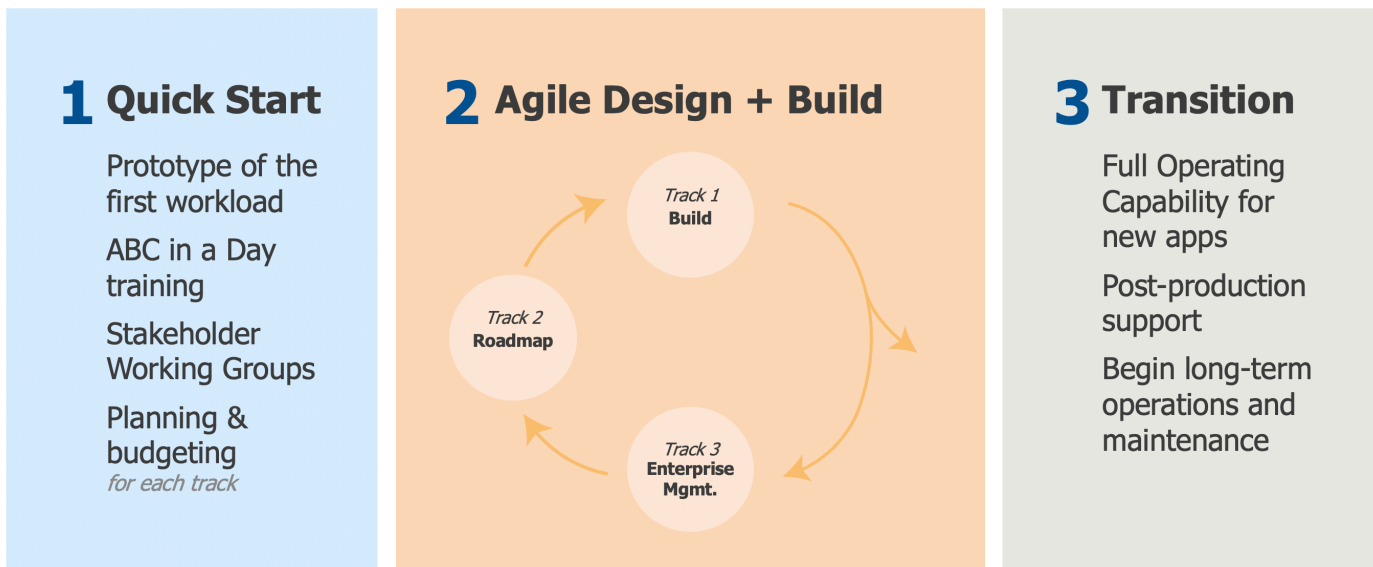 1 Quick Start
Prototype of the
first workload
ABC in a Day
training
Stakeholder
Working Groups
Planning &
budgeting
for each track
2 Agile Design + Build
Track 1
Build
Track 2
Roadmap
Track 3
Enterprise
Mgmt.
3 Transition
Full Operating
Capability for
new apps
Post-production
support
Begin long-term
operations and
maintenance